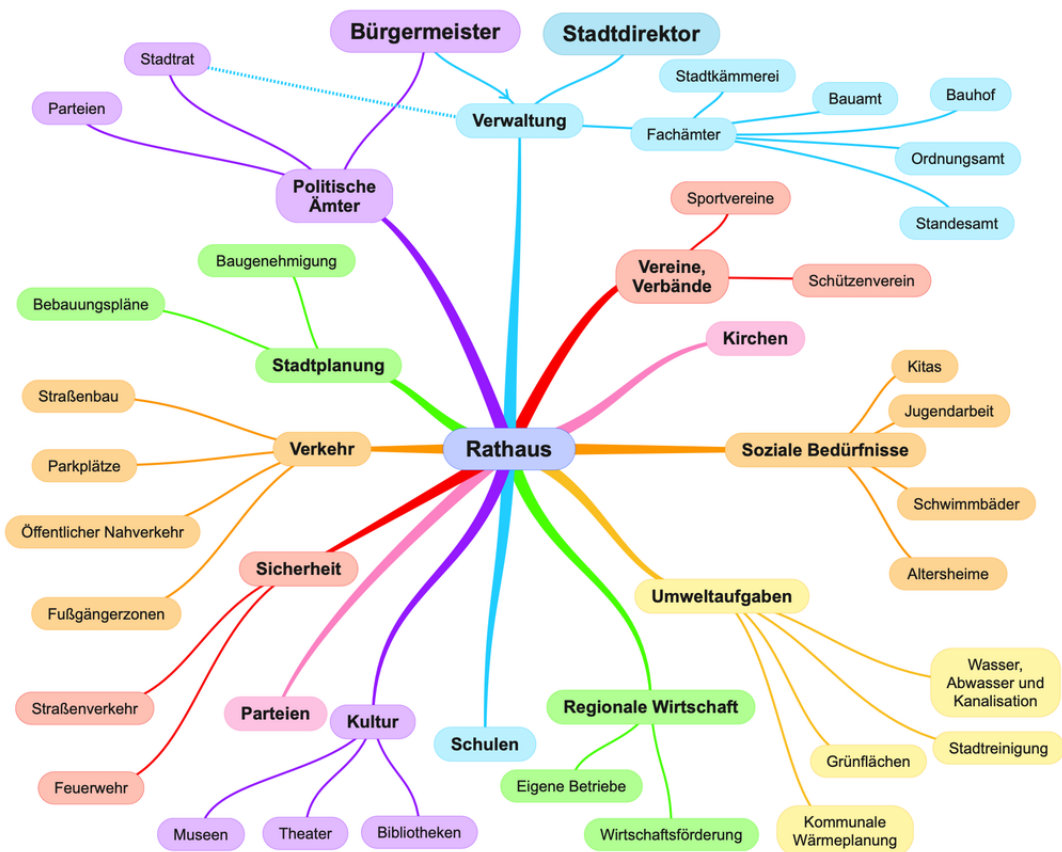 Bürgermeister
Stadtdirektor
Stadtrat
Stadtkämmerei
Parteien
Verwaltung
Bauamt
Bauhof
Fachämter
Ordnungsamt
Politische
Ämter
Sportvereine
Standesamt
Baugenehmigung
Vereine,
Verbände
Schützenverein
Bebauungspläne
Stadtplanung
Kirchen
Kitas
Straßenbau
Jugendarbeit
Verkehr
Rathaus
Soziale Bedürfnisse
Parkplätze
Schwimmbäder
Öffentlicher Nahverkehr
Sicherheit
Altersheime
Fußgängerzonen
Umweltaufgaben
Wasser,
Abwasser und
Kanalisation
Straßenverkehr
Parteien
Kultur
Regionale Wirtschaft
Schulen
Stadtreinigung
Grünflächen
Feuerwehr
Eigene Betriebe
Museen
Theater
Bibliotheken
Wirtschaftsförderung
Kommunale
Wärmeplanung